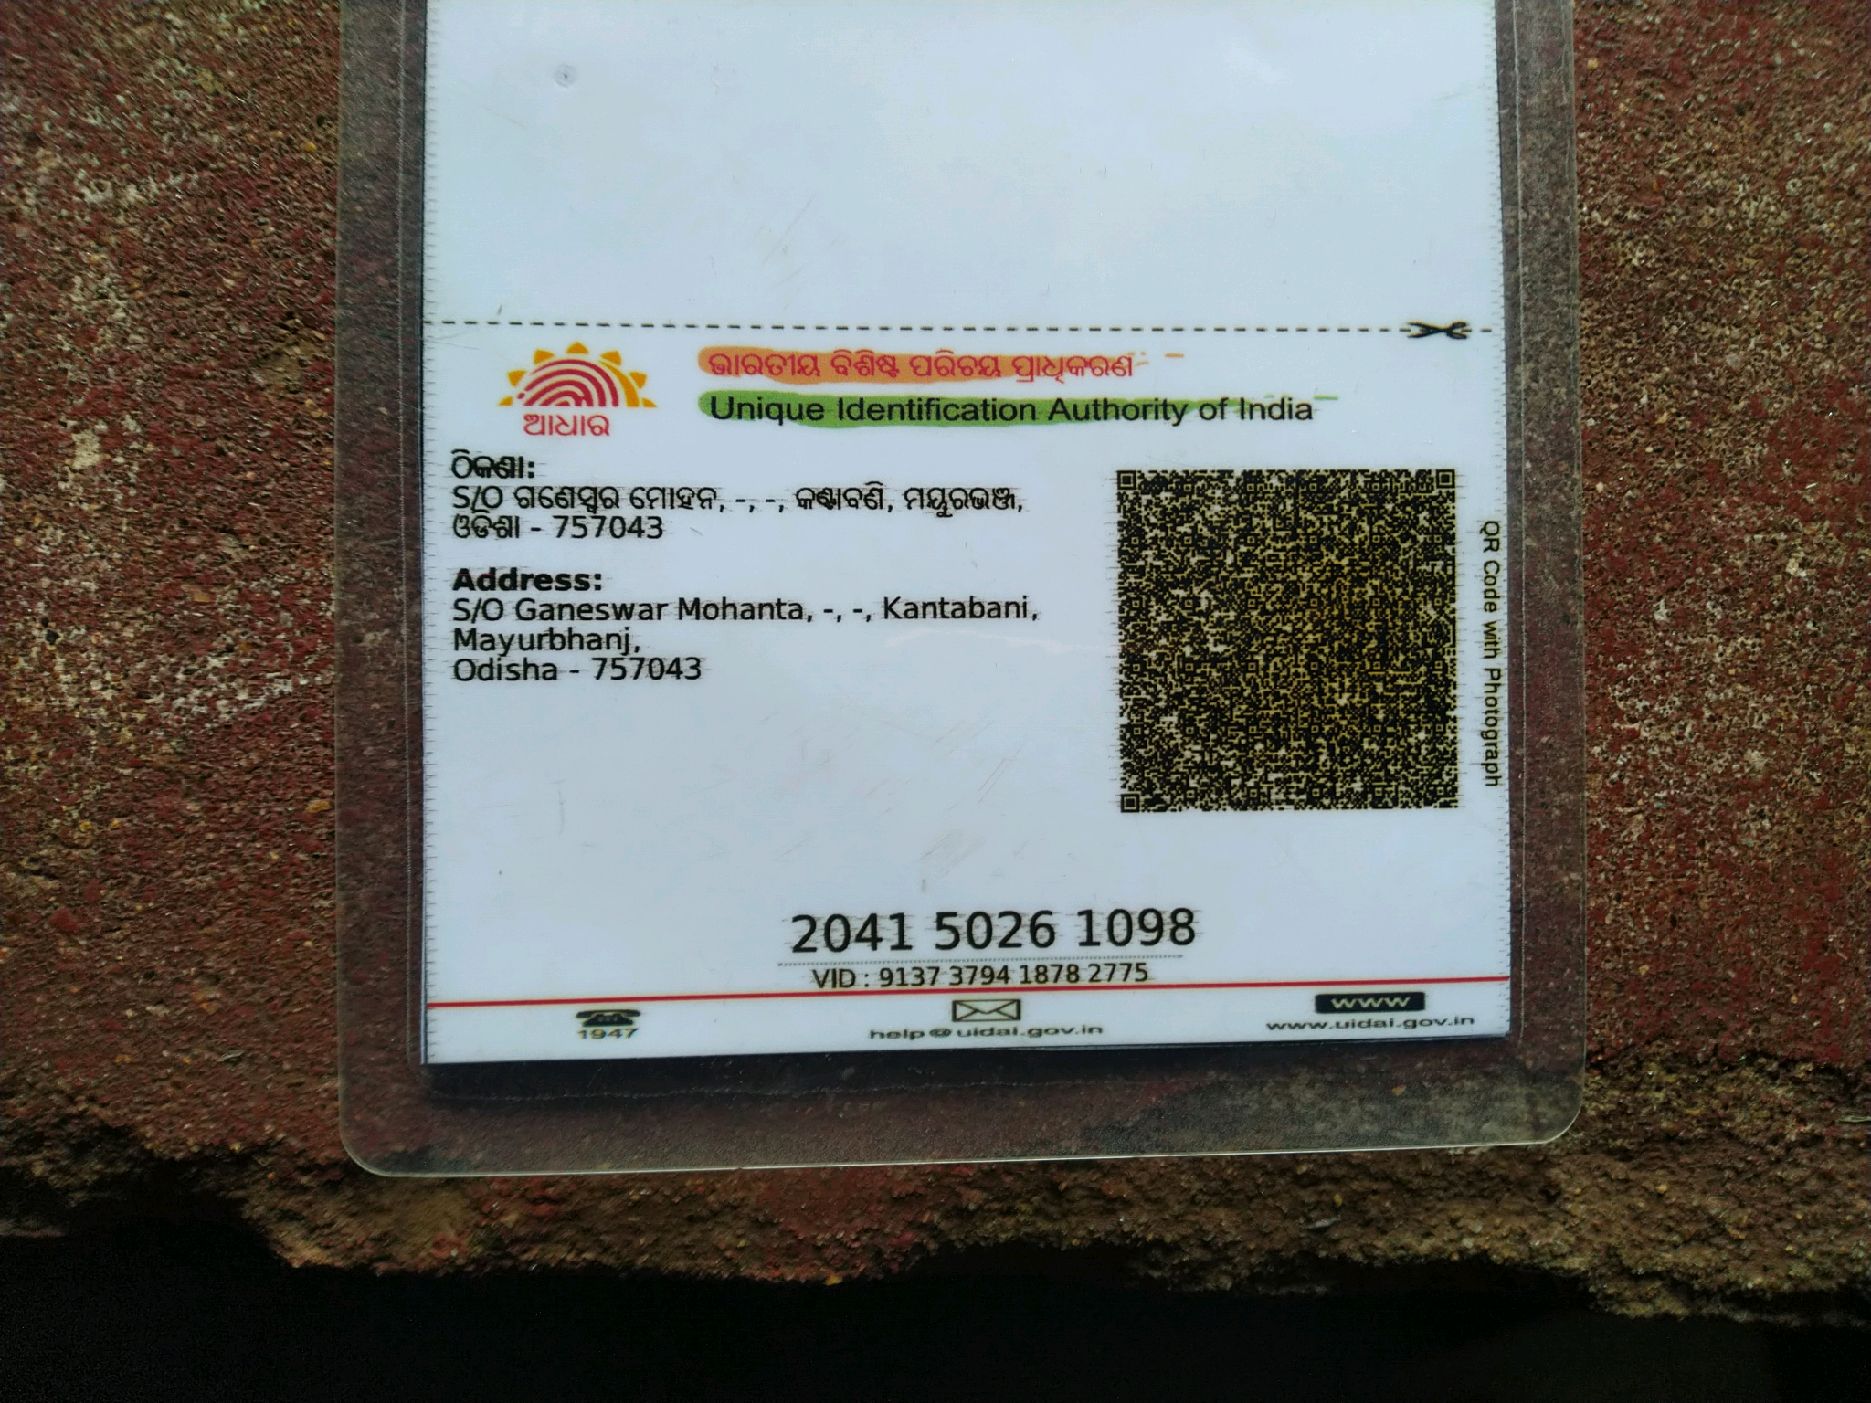 ଭାରତୀୟ ବିଶିଷ୍ଟ ପରିଚୟ ପ୍ରାଧିକରଣ
Unique Identification Authority of India
ଆଧାର
ଠିକଣା:
S/O ଗଣେସ୍ଵର ମୋହନ, -, -, କଣ୍ଟାବଣି, ମୟୁରଭଞ୍ଜ,
ଓଡିଶା - 757043
Address:
S/O Ganeswar Mohanta, -, -, Kantabani,
Mayurbhanj,
Odisha - 757043
QR Code with Photograph
2041 5026 1098
VID : 9137 3794 1878 2775
1947
help@uidai.gov.in
www
www.uidai.gov.in